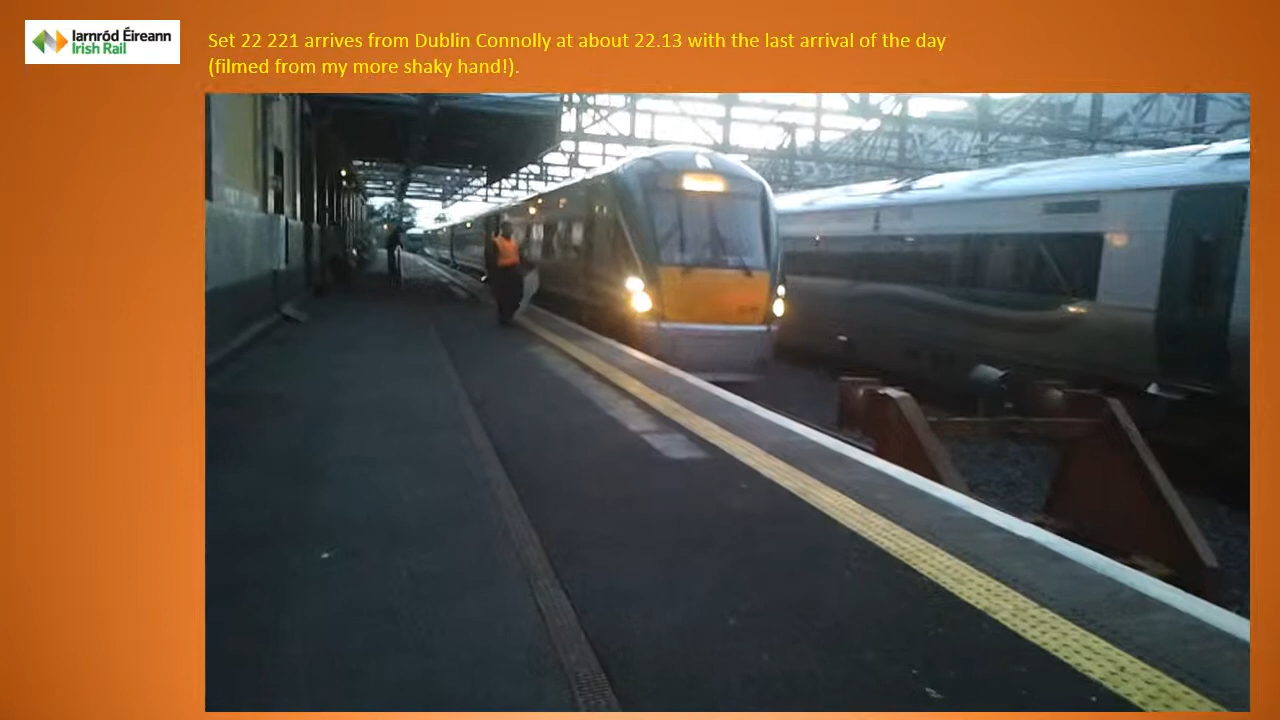 Iarnród Éireann
Irish Rail
Set 22 221 arrives from Dublin Connolly at about 22.13 with the last arrival of the day
(filmed from my more shaky hand!).